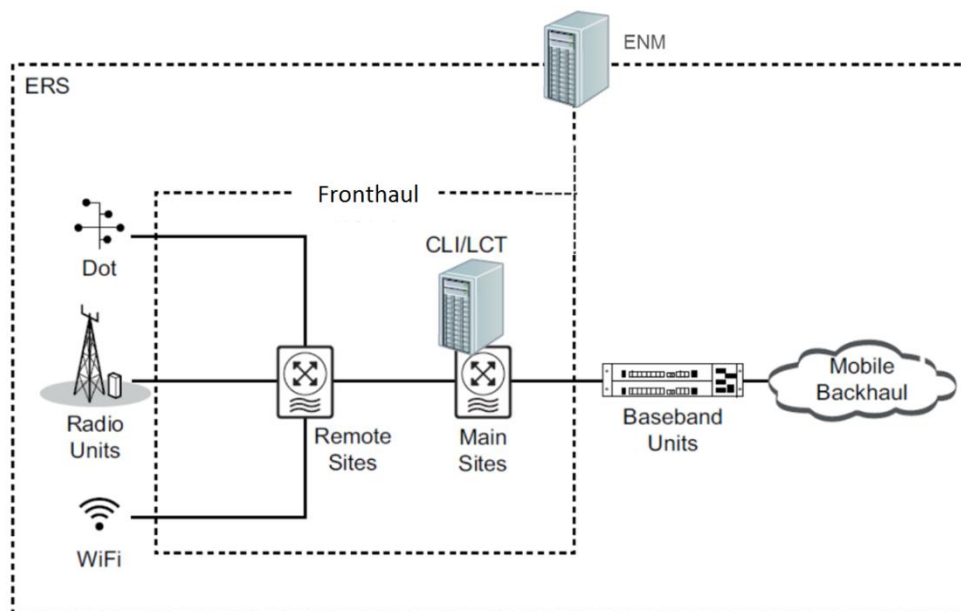 ENM
ERS
Fronthaul
CLI/LCT
Dot
Radio
Units
Remote
Sites
Main
Sites
Baseband
Units
Mobile
Backhaul
WiFi